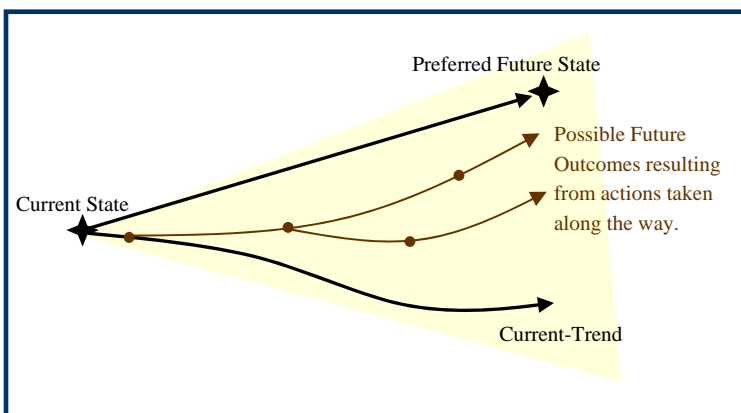 Preferred Future State
Possible Future
Outcomes resulting
from actions taken
along the way.
Current State
Current-Trend